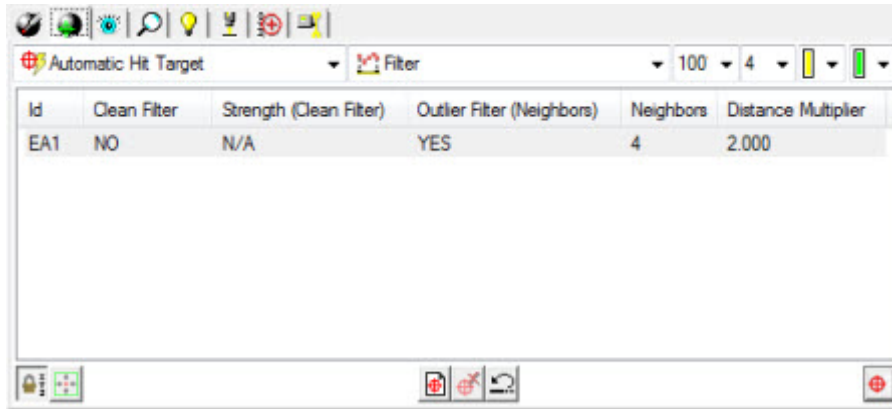 Automatic Hit Target Filter 100 4
Id Clean Filter Strength (Clean Filter) Outlier Filter (Neighbors) Neighbors Distance Multiplier
EA1 NO N/A YES 4 2.000